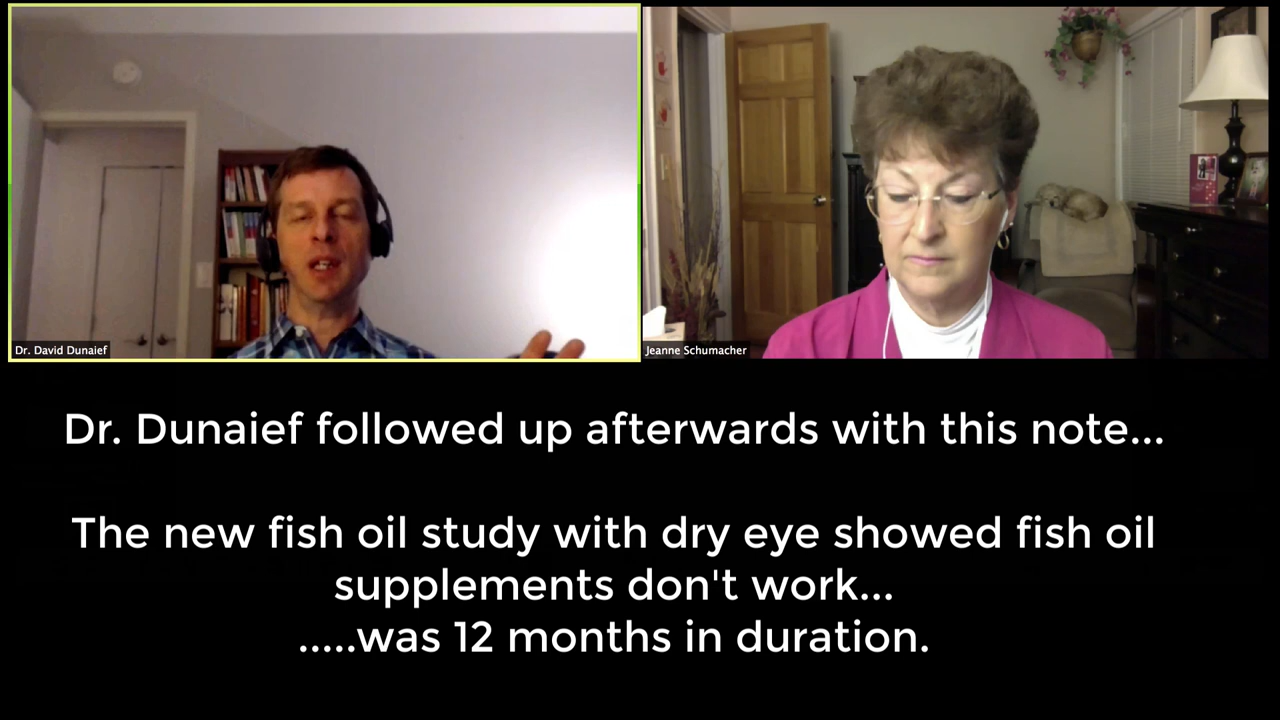 Dr. David Dunaief
Jeanne Schumacher
Dr. Dunaief followed up afterwards with this note...
The new fish oil study with dry eye showed fish oil
supplements don't work...
.....was 12 months in duration.